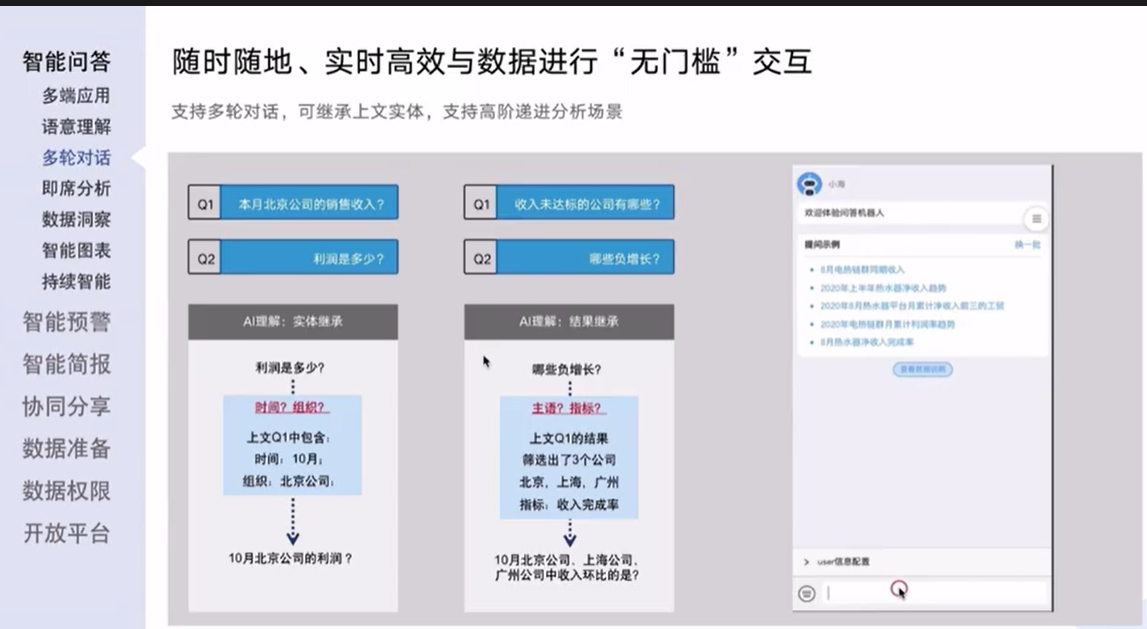 智能问答
多端应用
语意理解
多轮对话
即席分析
数据洞察
智能图表
持续智能
智能预警
智能简报
协同分享
数据准备
数据权限
开放平台
随时随地、实时高效与数据进行“无门槛”交互
支持多轮对话，可继承上文实体，支持高阶递进分析场景
Q1 本月北京公司的销售收入？
Q2 利润是多少？
AI理解：实体继承
利润是多少？
时间？组织？
上文Q1中包含：
时间：10月；
组织：北京公司；
10月北京公司的利润？
Q1 收入未达标的公司有哪些？
Q2 哪些负增长？
AI理解：结果继承
哪些负增长？
主语？指标？
上文Q1的结果
筛选出了3个公司
北京，上海，广州
指标：收入完成率
10月北京公司、上海公司、
广州公司中收入环比的是？
小海
欢迎体验问答机器人
提问示例 换一批
8月电热链群同期收入
2020年上半年热水器净收入趋势
2020年8月热水器平台月累计净收入前三的工贸
2020年电热链群月累计利润率趋势
8月热水器净收入完成率
user信息配置